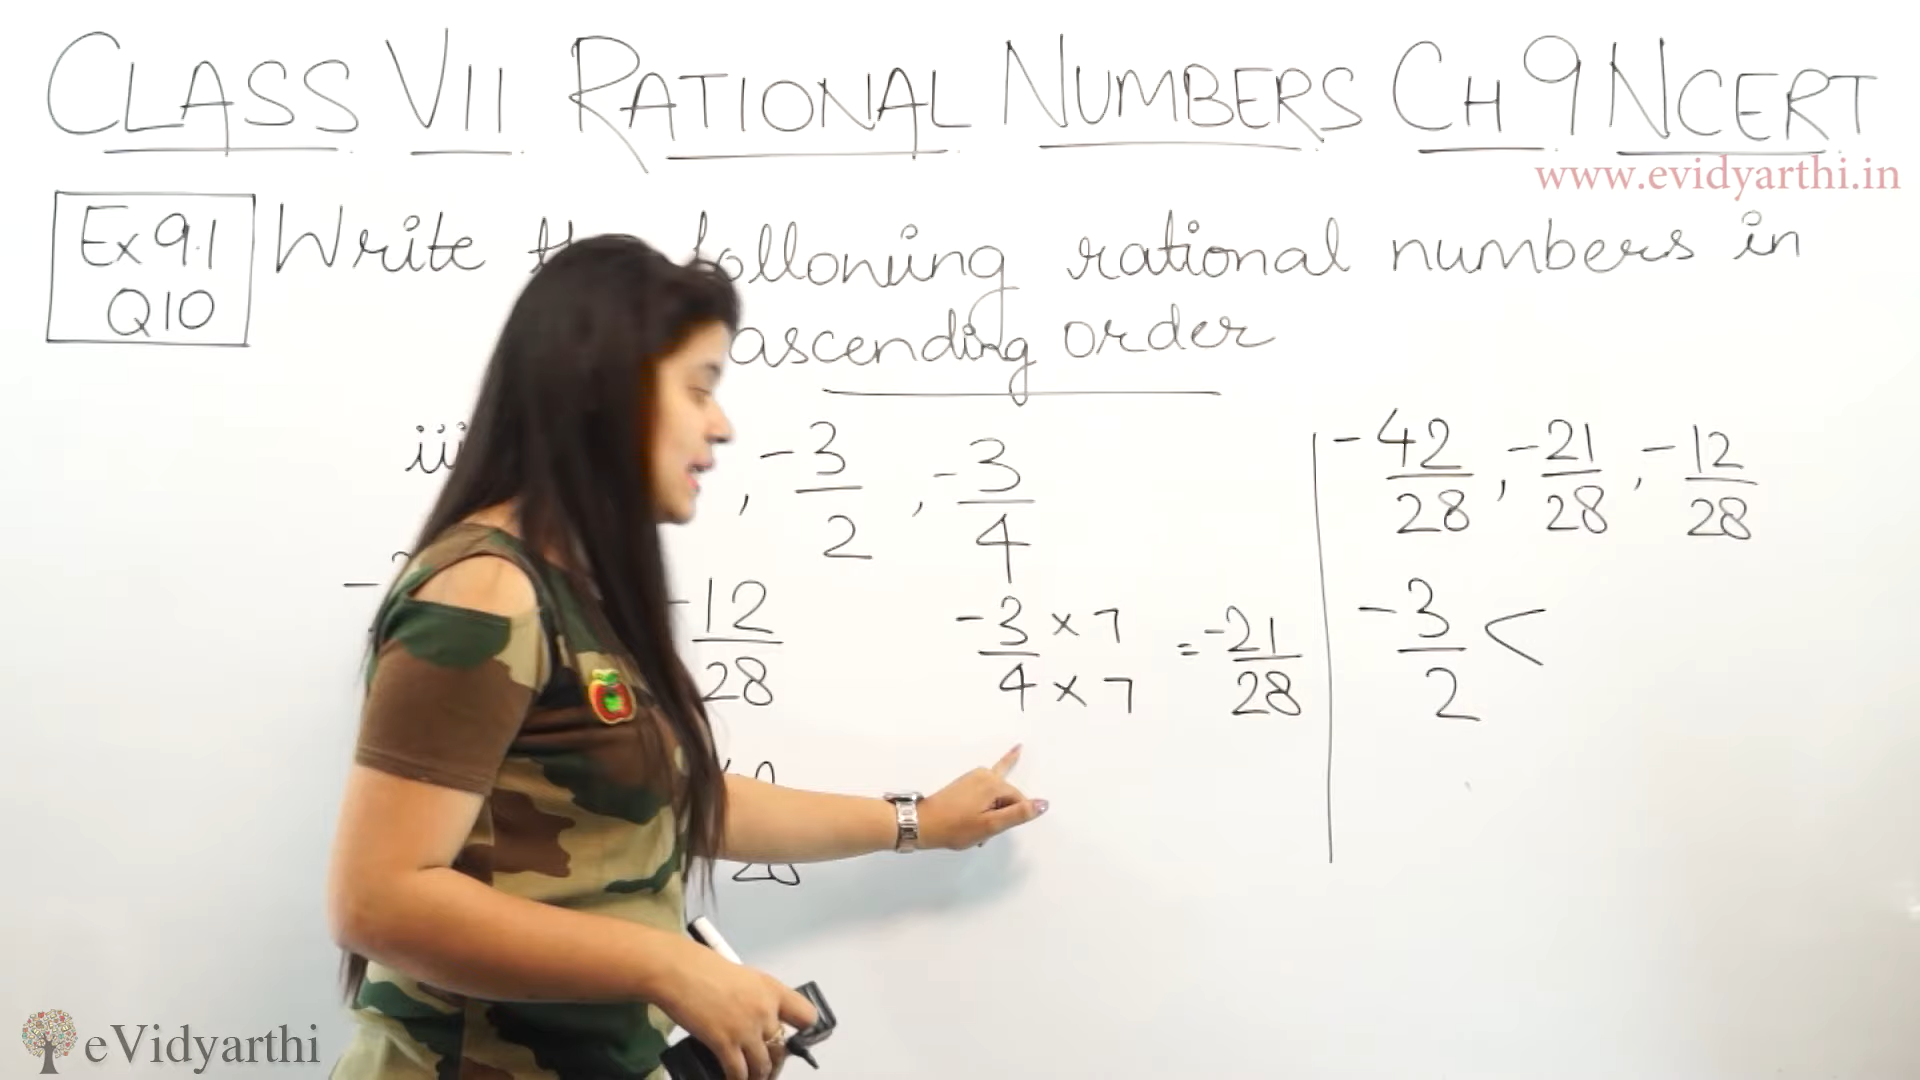 CLASS VII RATIONAL NUMBERS CH 9 NCERT
www.evidyarthi.in
Ex 9.1
Q10
Write following rational numbers in
ascending order
iii , -3/2 , -3/4
-12/28
-3/4 × 7/7 = -21/28
-42/28 , -21/28 , -12/28
-3/2 <
eVidyarthi